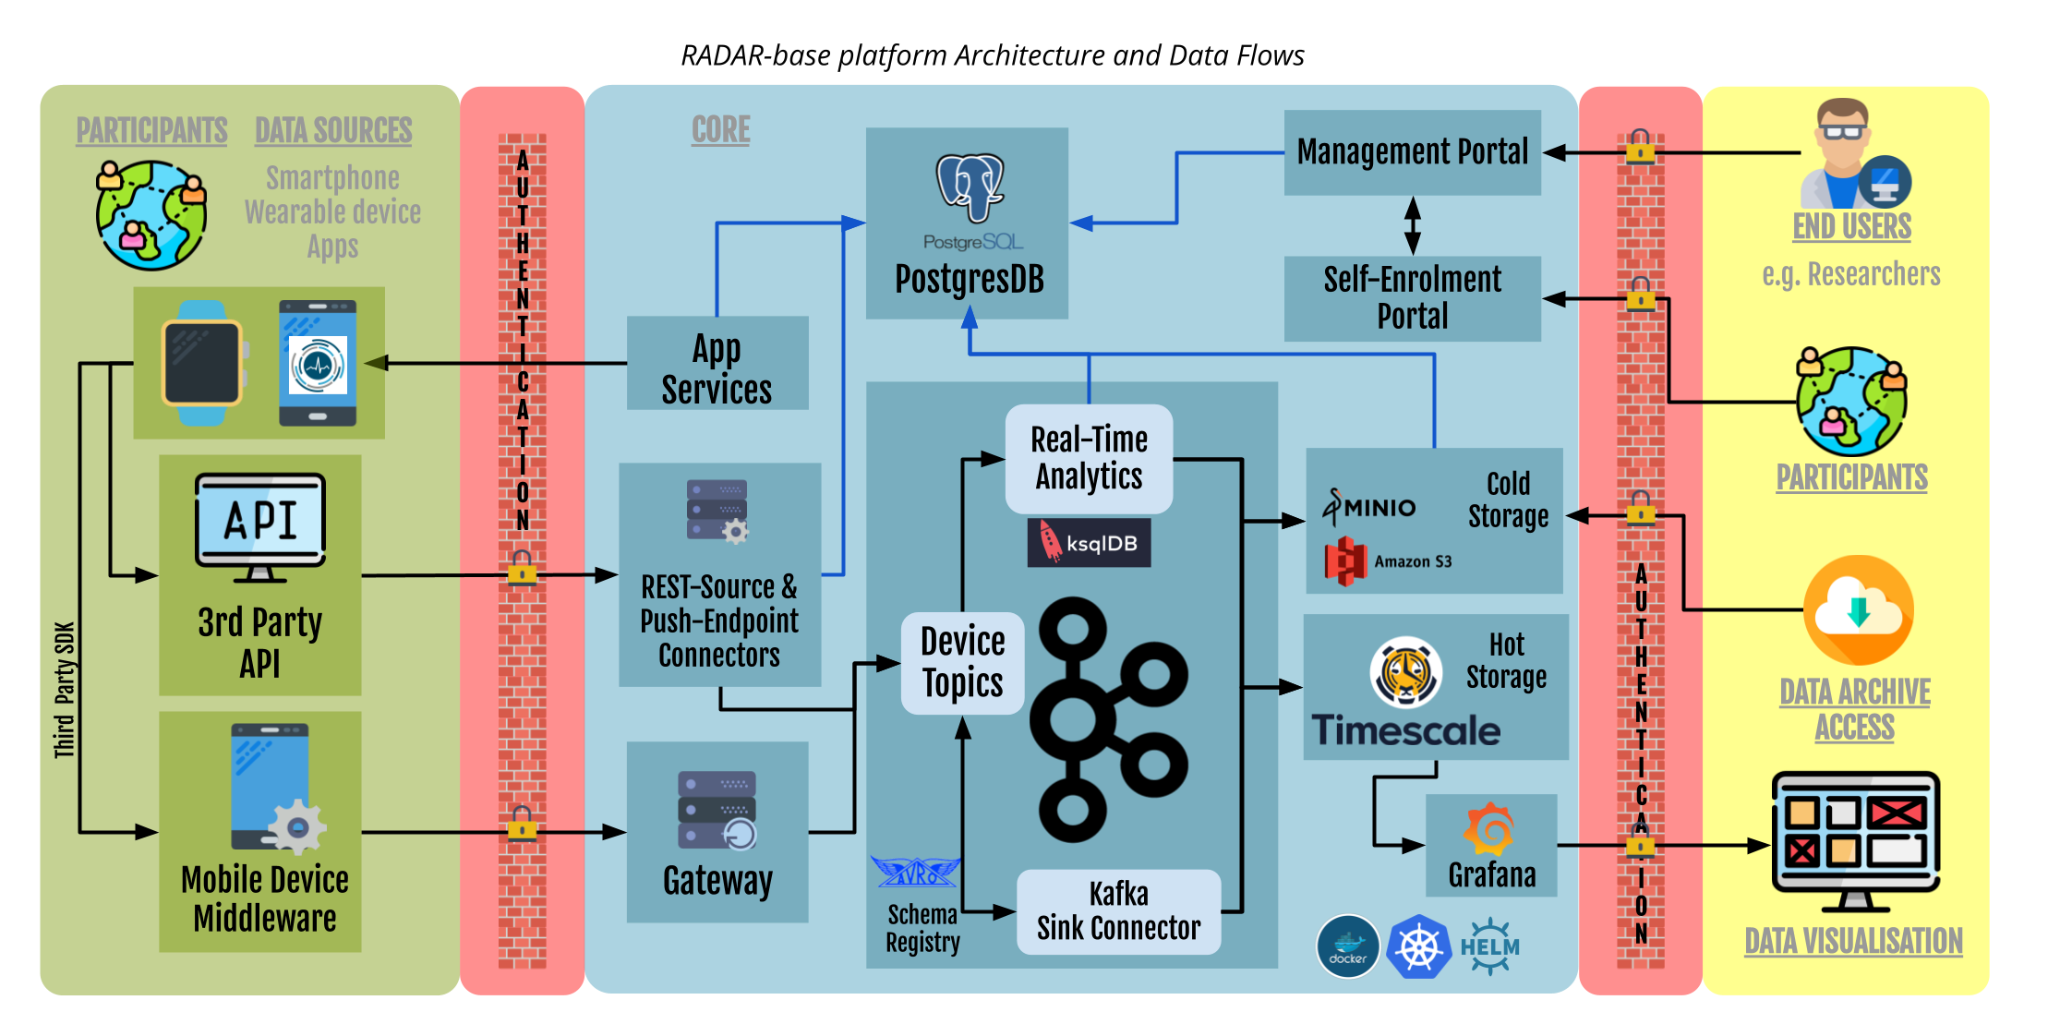 RADAR-base platform Architecture and Data Flows
PARTICIPANTS
DATA SOURCES
Smartphone
Wearable device
Apps
API
3rd Party
API
Third Party SDK
Mobile Device
Middleware
AUTHENTICATION
CORE
App
Services
REST-Source &
Push-Endpoint
Connectors
Gateway
PostgreSQL
PostgresDB
Management Portal
Self-Enrolment
Portal
Real-Time
Analytics
ksqlDB
Device
Topics
AVRO
Schema
Registry
Kafka
Sink Connector
MINIO
Amazon S3
Cold
Storage
Hot
Storage
Timescale
Grafana
docker
HELM
AUTHENTICATION
END USERS
e.g. Researchers
PARTICIPANTS
DATA ARCHIVE
ACCESS
DATA VISUALISATION